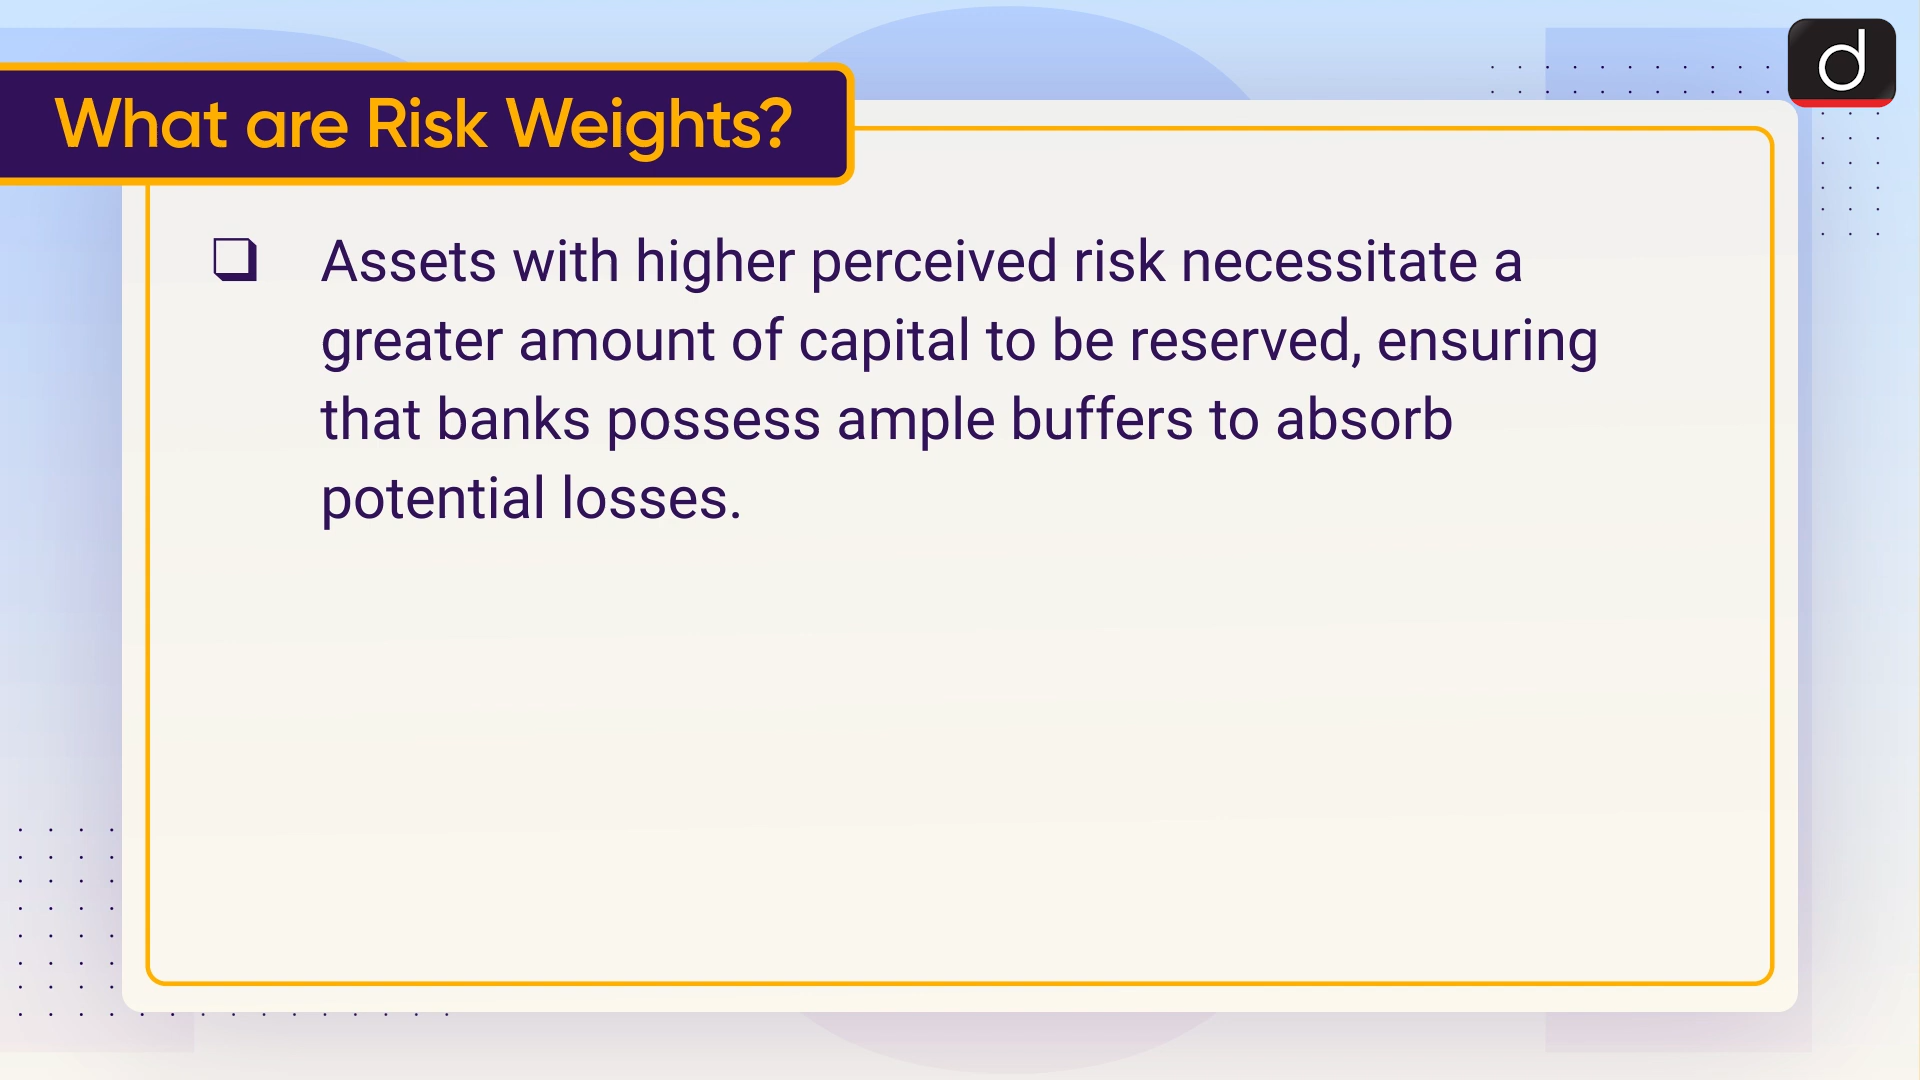 What are Risk Weights?
❑ Assets with higher perceived risk necessitate a
greater amount of capital to be reserved, ensuring
that banks possess ample buffers to absorb
potential losses.
d